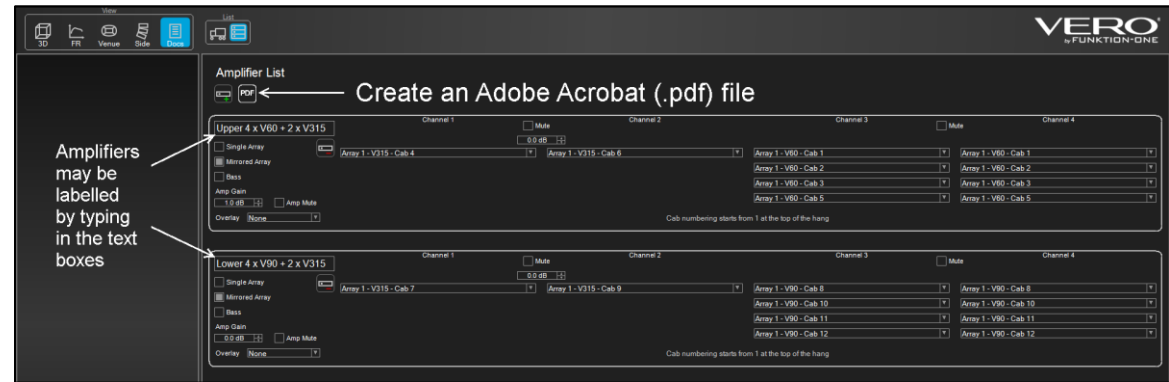 View
List
3D
FR
Venue
Side
Docs
VERO
by FUNKTION-ONE
Amplifier List
PDF
Create an Adobe Acrobat (.pdf) file
Amplifiers
may be
labelled
by typing
in the text
boxes
Upper 4 x V60 + 2 x V315
Channel 1
Mute
Channel 2
Channel 3
Mute
Channel 4
0.0 dB
Single Array
Mirrored Array
Bass
Amp Gain
1.0 dB
Amp Mute
Overlay
None
Array 1 - V315 - Cab 4
Array 1 - V315 - Cab 6
Array 1 - V60 - Cab 1
Array 1 - V60 - Cab 1
Array 1 - V60 - Cab 2
Array 1 - V60 - Cab 2
Array 1 - V60 - Cab 3
Array 1 - V60 - Cab 3
Array 1 - V60 - Cab 5
Array 1 - V60 - Cab 5
Cab numbering starts from 1 at the top of the hang
Lower 4 x V90 + 2 x V315
Channel 1
Mute
Channel 2
Channel 3
Mute
Channel 4
0.0 dB
Single Array
Mirrored Array
Bass
Amp Gain
0.0 dB
Amp Mute
Overlay
None
Array 1 - V315 - Cab 7
Array 1 - V315 - Cab 9
Array 1 - V90 - Cab 8
Array 1 - V90 - Cab 8
Array 1 - V90 - Cab 10
Array 1 - V90 - Cab 10
Array 1 - V90 - Cab 11
Array 1 - V90 - Cab 11
Array 1 - V90 - Cab 12
Array 1 - V90 - Cab 12
Cab numbering starts from 1 at the top of the hang